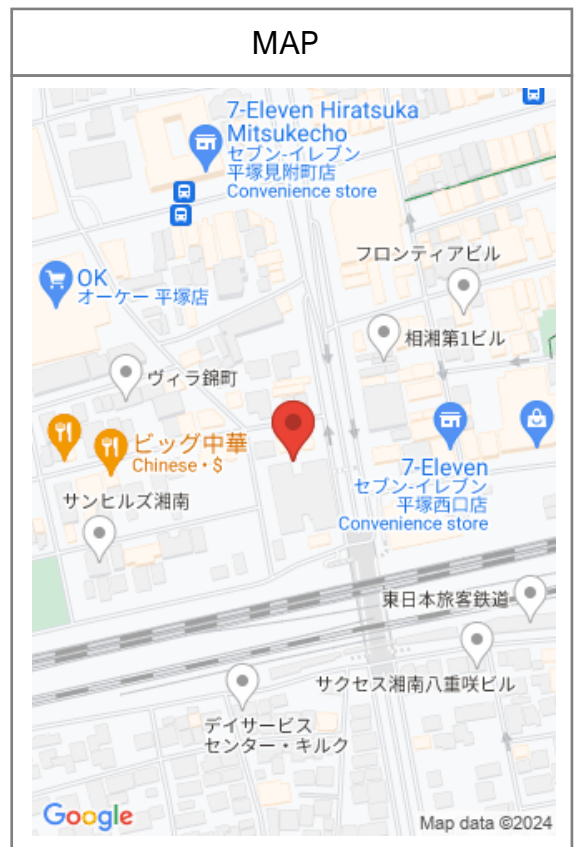 MAP
7-Eleven Hiratsuka
Mitsukecho
セブン-イレブン
平塚見附町店
Convenience store
フロンティアビル
OK
オーケー 平塚店
相湘第1ビル
ヴィラ錦町
ビッグ中華
Chinese・$
7-Eleven
セブン-イレブン
平塚西口店
Convenience store
サンヒルズ湘南
東日本旅客鉄道
サクセス湘南八重咲ビル
デイサービス
センター・キルク
Google
Map data ©2024